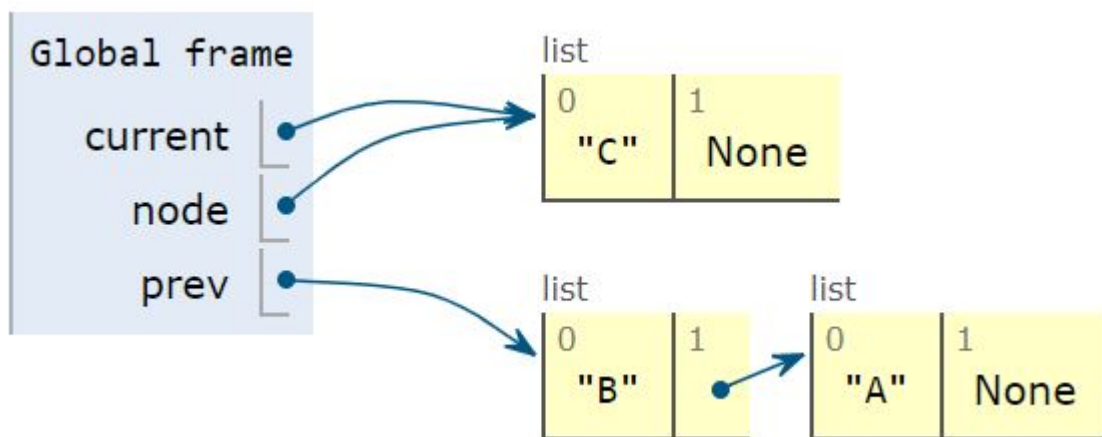 Global frame
current
node
prev
list
0 1
"C" None
list list
0 1 0 1
"B" "A" None